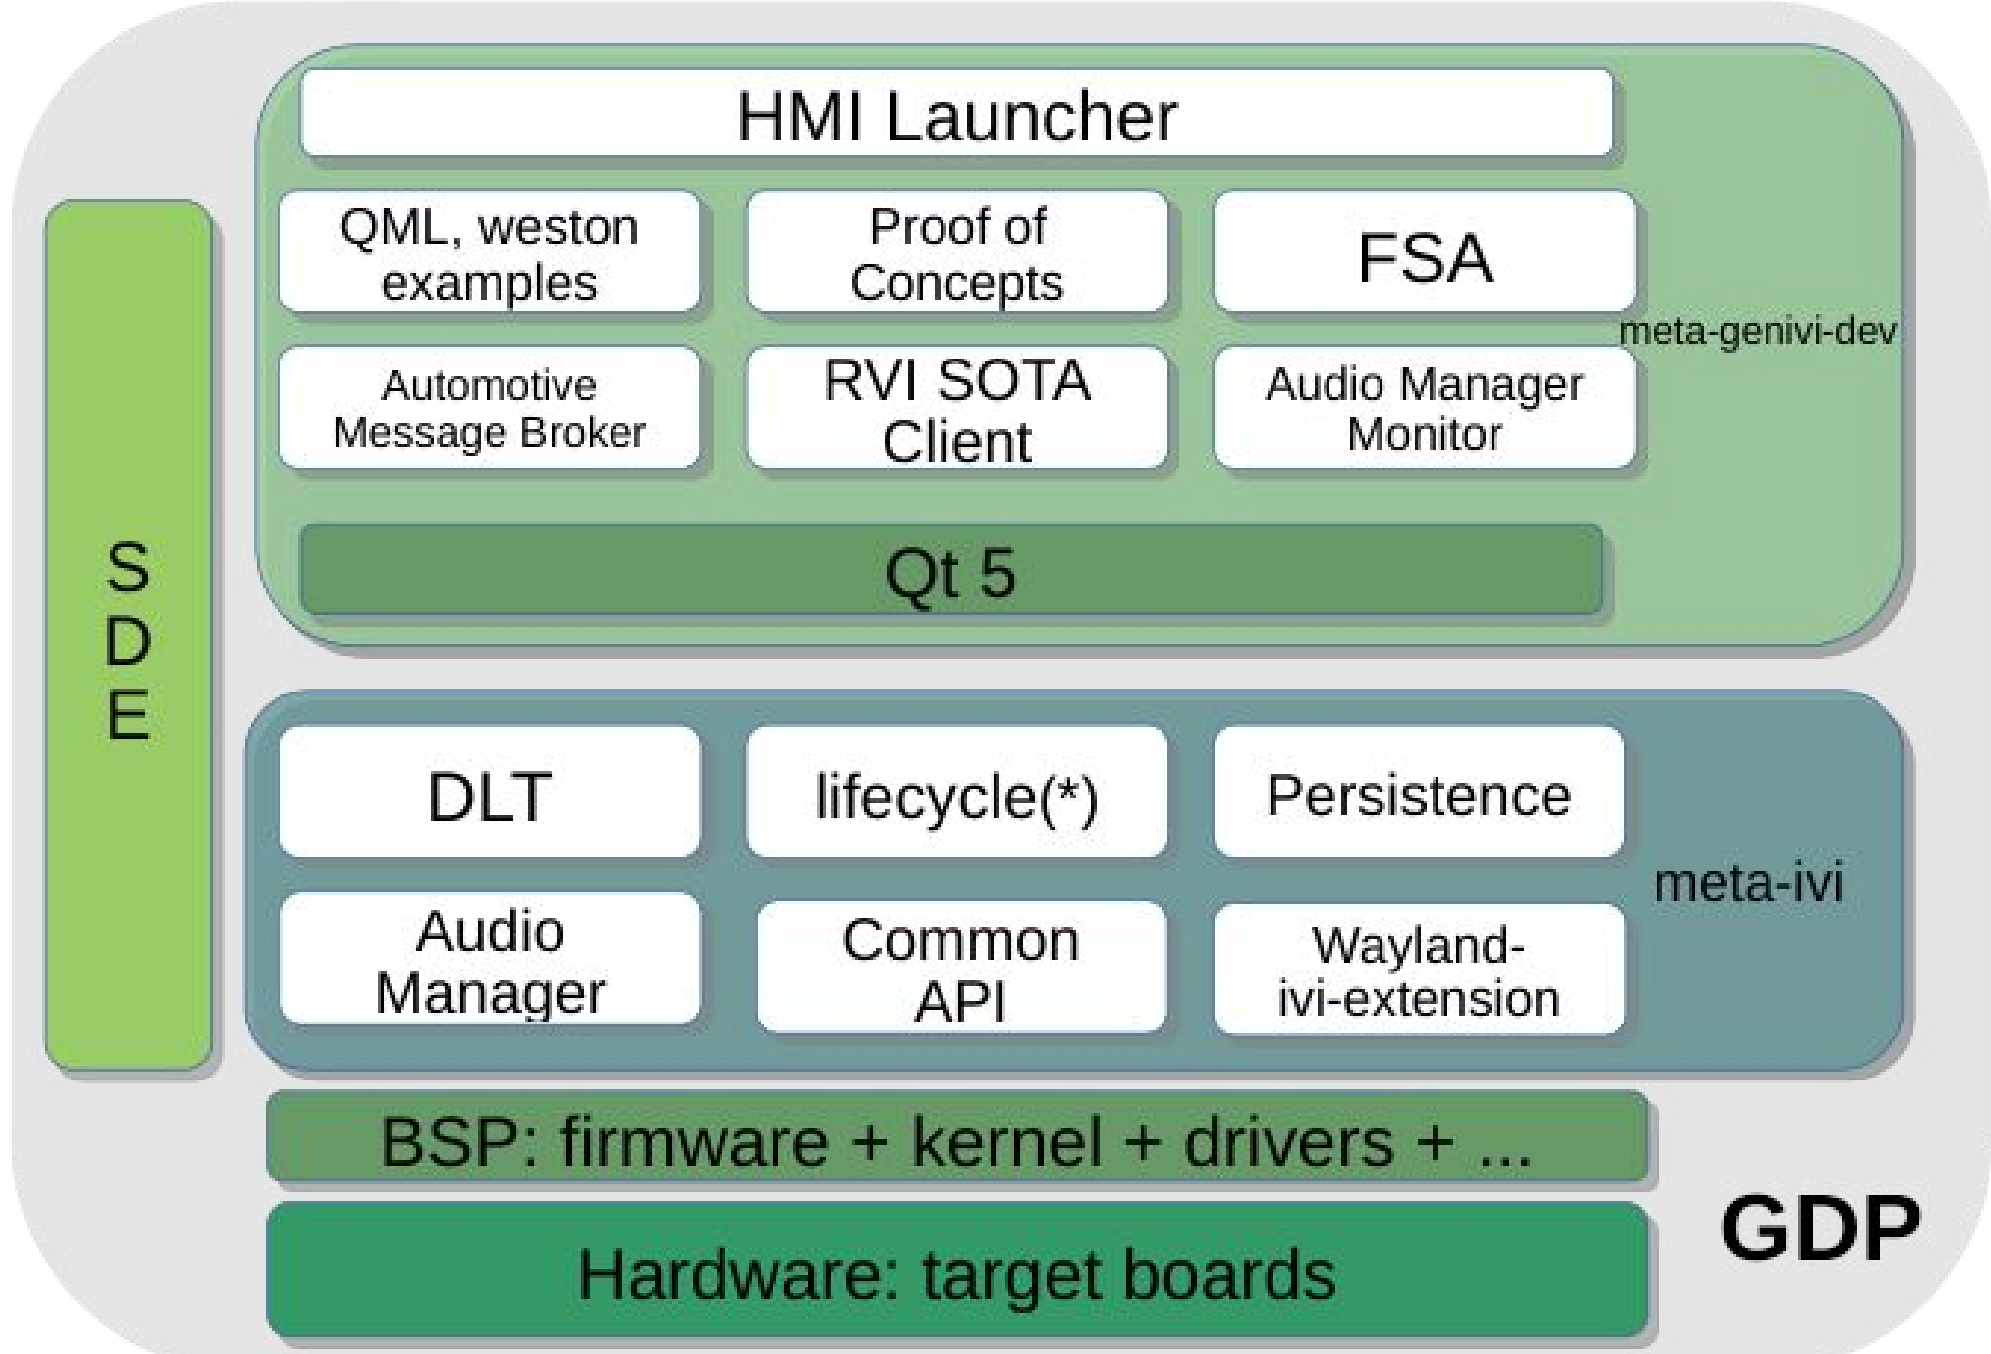 HMI Launcher
QML, weston
examples
Proof of
Concepts
FSA
meta-genivi-dev
Automotive
Message Broker
RVI SOTA
Client
Audio Manager
Monitor
Qt 5
S
D
E
DLT
lifecycle(*)
Persistence
meta-ivi
Audio
Manager
Common
API
Wayland-
ivi-extension
BSP: firmware + kernel + drivers + ...
GDP
Hardware: target boards